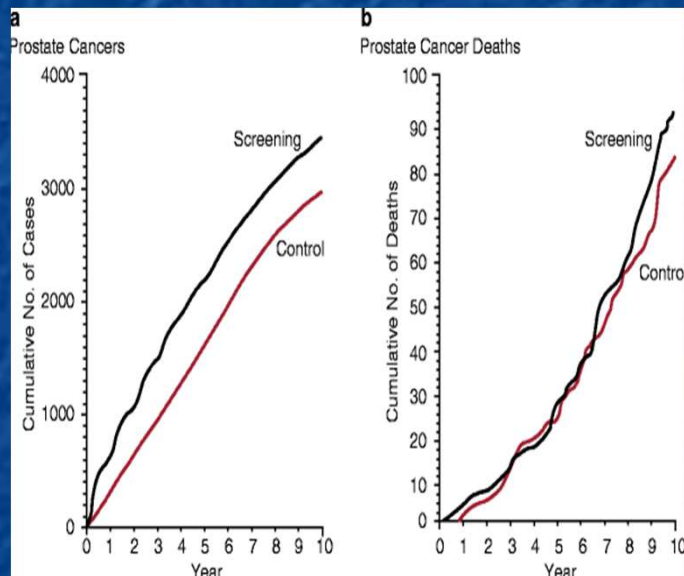 a
Prostate Cancers
4000
3000
2000
1000
0
Cumulative No. of Cases
Screening
Control
0 1 2 3 4 5 6 7 8 9 10
Year
b
Prostate Cancer Deaths
100
90
80
70
60
50
40
30
20
10
0
Cumulative No. of Deaths
Screening
Contro
0 1 2 3 4 5 6 7 8 9 10
Year